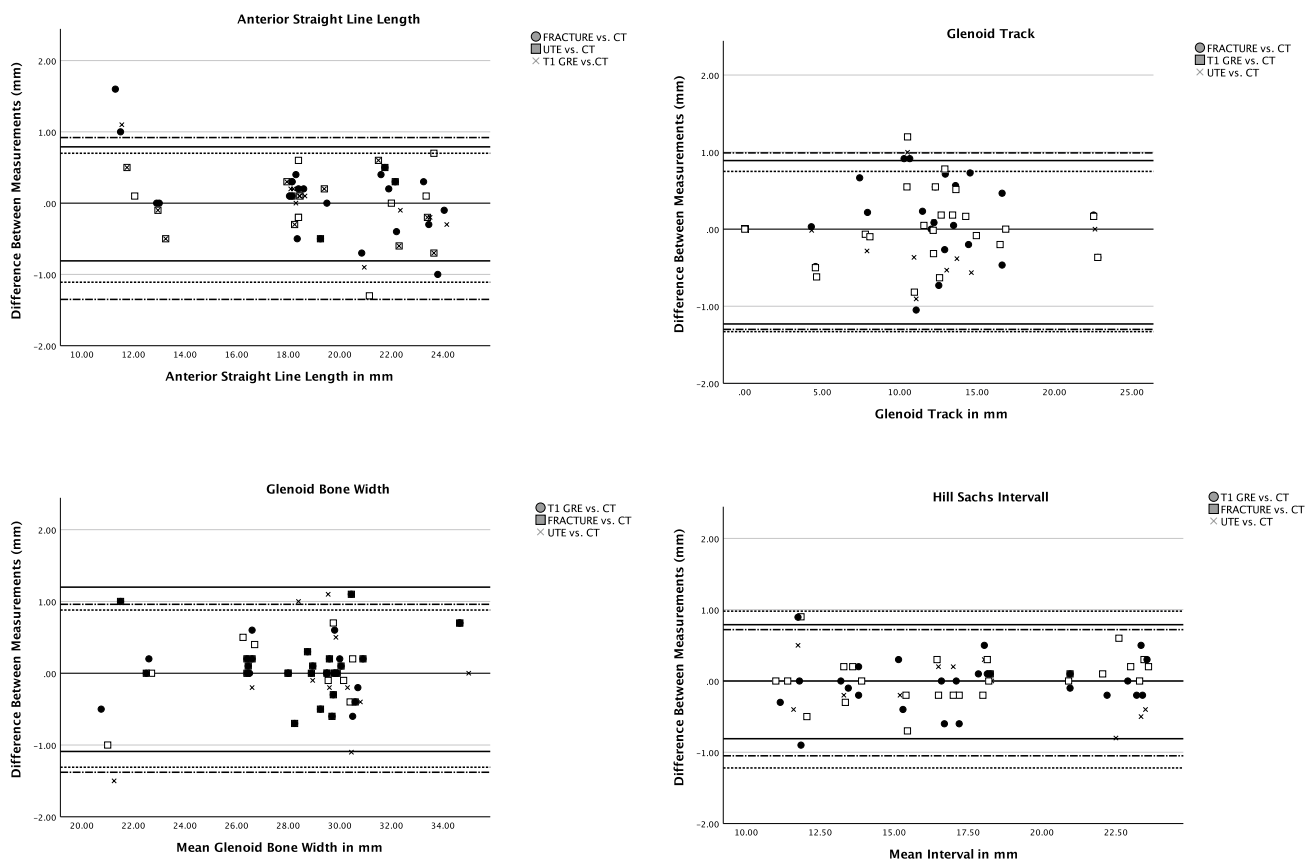 Anterior Straight Line Length
FRACTURE vs. CT
UTE vs. CT
T1 GRE vs.CT
Difference Between Measurements (mm)
2.00
1.00
.00
−1.00
−2.00
10.00 12.00 14.00 16.00 18.00 20.00 22.00 24.00
Anterior Straight Line Length in mm
Glenoid Track
FRACTURE vs. CT
T1 GRE vs. CT
UTE vs. CT
Difference Between Measurements (mm)
2.00
1.00
.00
−1.00
−2.00
.00 5.00 10.00 15.00 20.00 25.00
Glenoid Track in mm
Glenoid Bone Width
T1 GRE vs. CT
FRACTURE vs. CT
UTE vs. CT
Difference Between Measurements (mm)
2.00
1.00
.00
−1.00
−2.00
20.00 22.00 24.00 26.00 28.00 30.00 32.00 34.00
Mean Glenoid Bone Width in mm
Hill Sachs Intervall
T1 GRE vs. CT
FRACTURE vs. CT
UTE vs. CT
Difference Between Measurements (mm)
2.00
1.00
.00
−1.00
−2.00
10.00 12.50 15.00 17.50 20.00 22.50
Mean Interval in mm